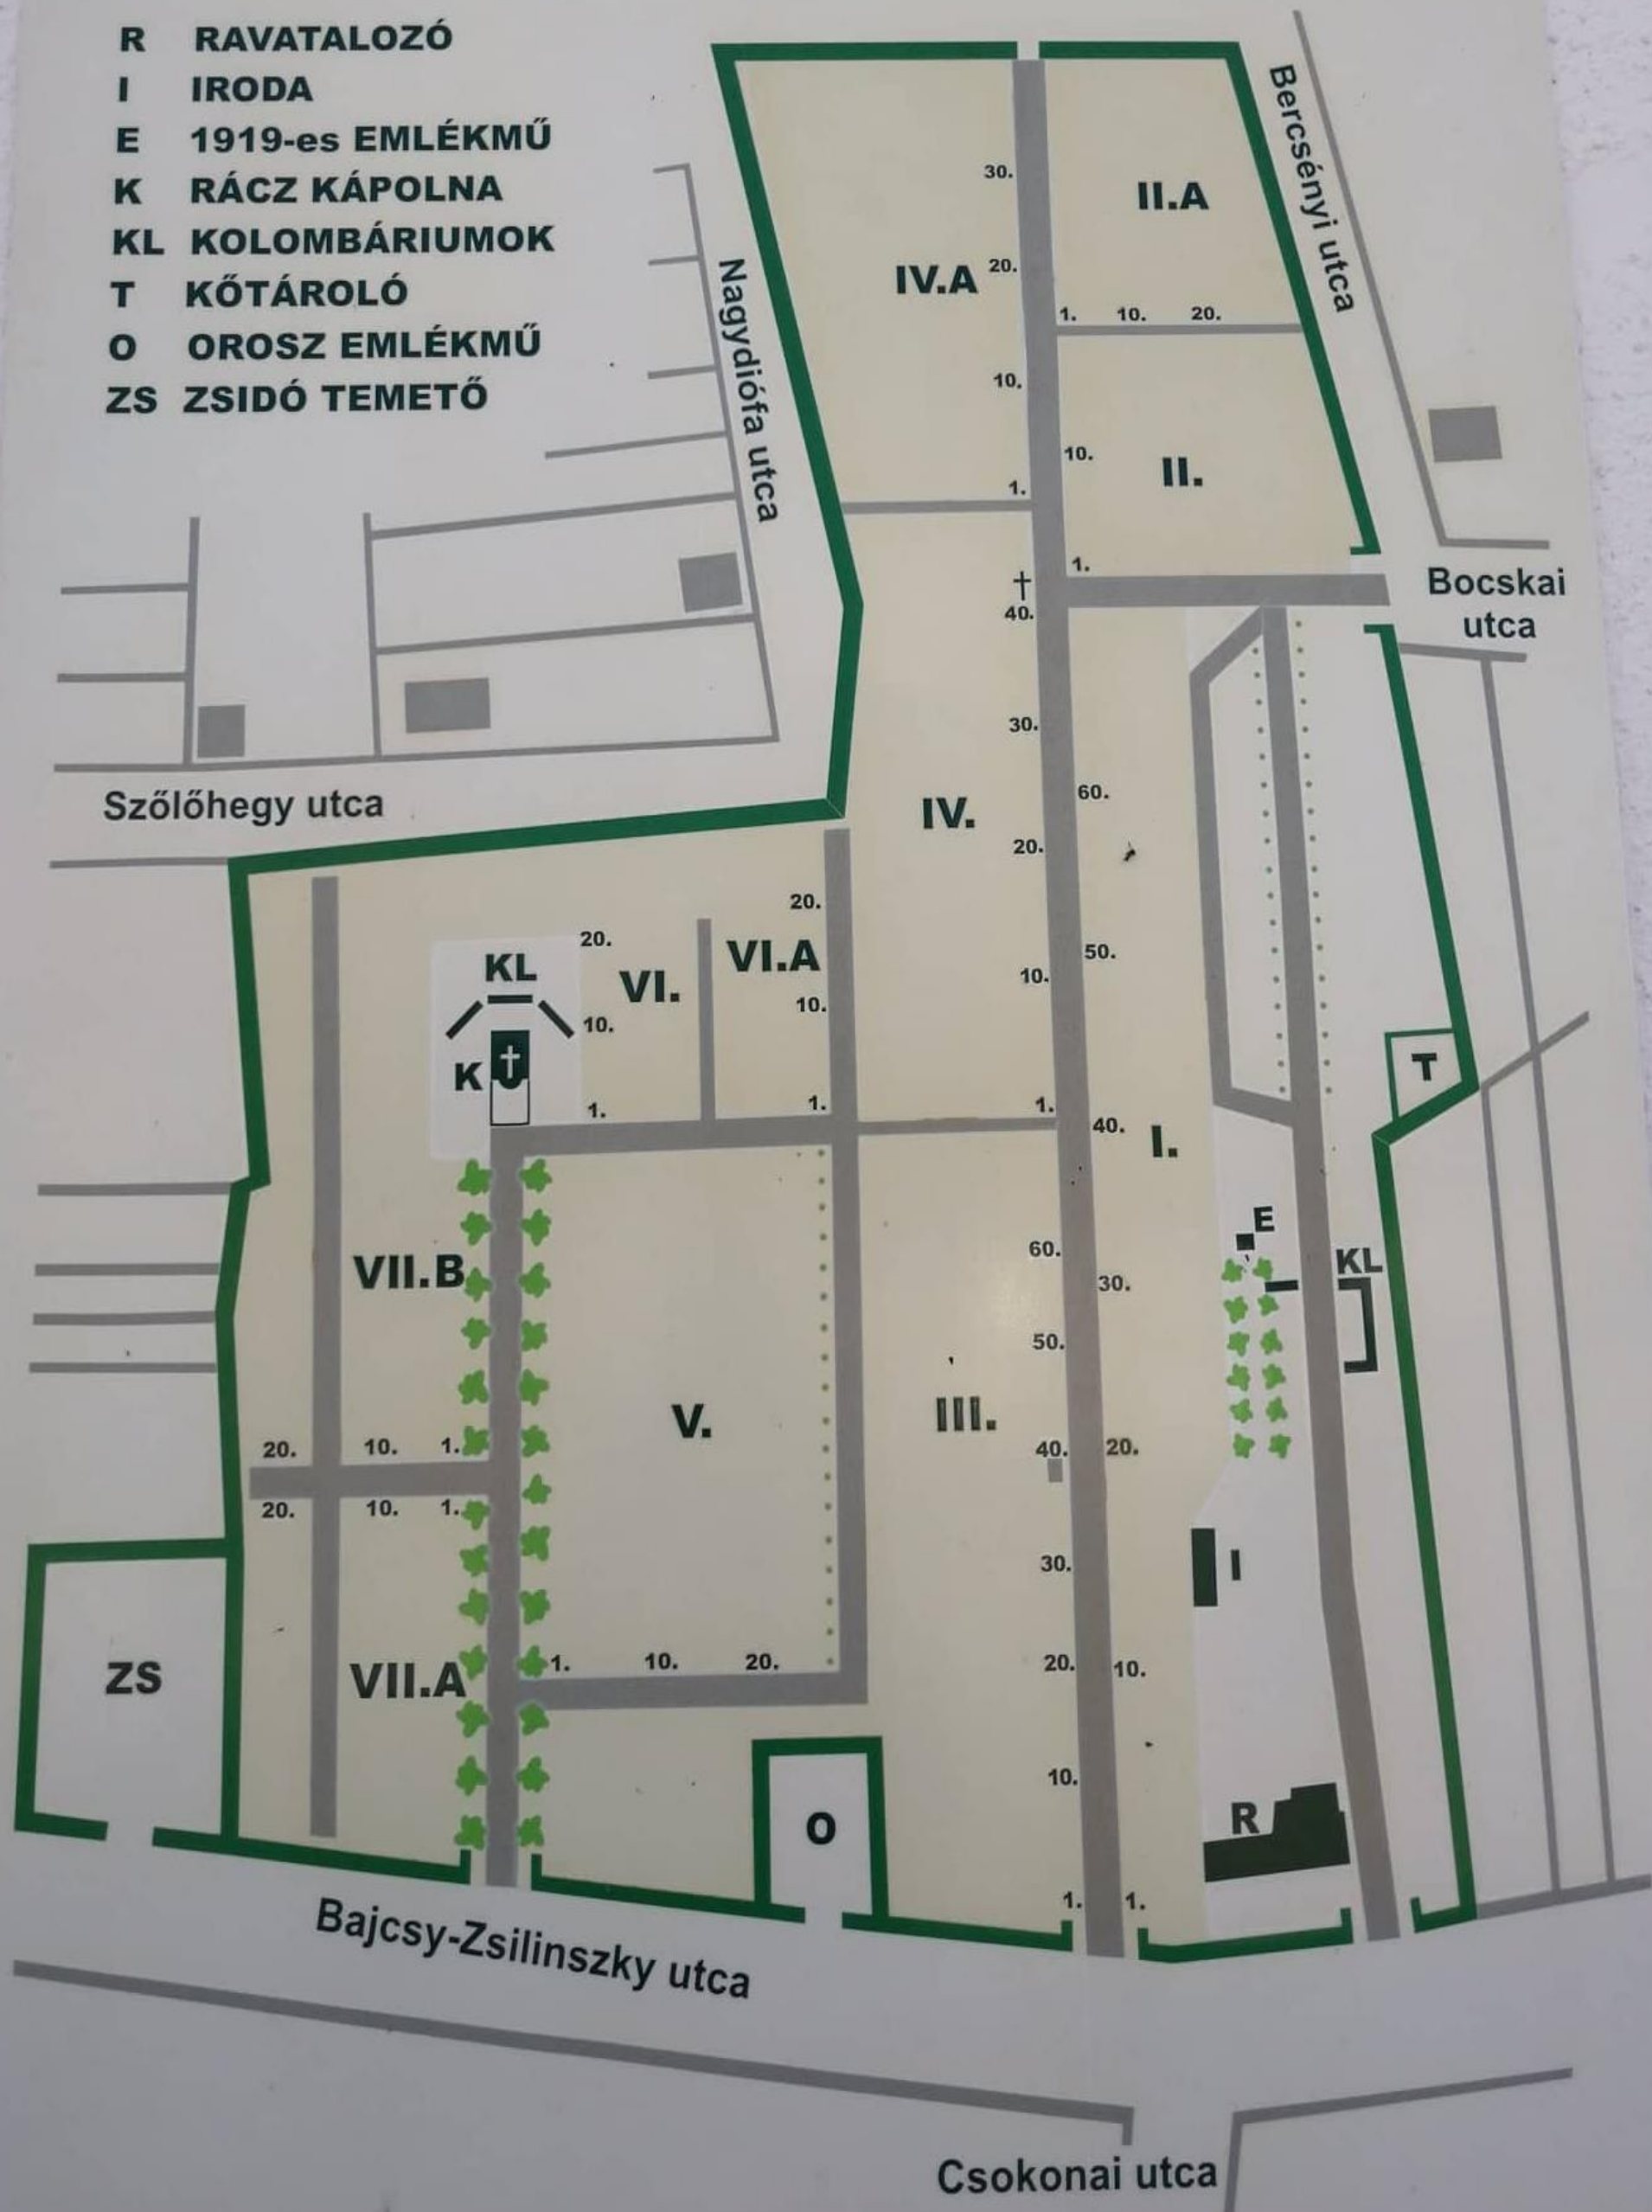 R RAVATALOZÓ
I IRODA
E 1919-es EMLÉKMŰ
K RÁCZ KÁPOLNA
KL KOLOMBÁRIUMOK
T KŐTÁROLÓ
O OROSZ EMLÉKMŰ
ZS ZSIDÓ TEMETŐ
Bercsényi utca
Nagydiófa utca
30.
II.A
IV.A
20.
1. 10. 20.
10.
10.
II.
1.
1.
Bocskai
utca
40.
30.
Szőlőhegy utca
60.
IV.
20.
20.
20.
KL
VI.
VI.A
50.
10.
10.
10.
K
T
1.
1.
1.
40.
I.
E
60.
KL
VII.B
30.
50.
V.
III.
20. 10. 1.
40.
20.
20. 10. 1.
30.
I
ZS
VII.A
1. 10. 20.
20.
10.
10.
O
R
1.
1.
Bajcsy-Zsilinszky utca
Csokonai utca